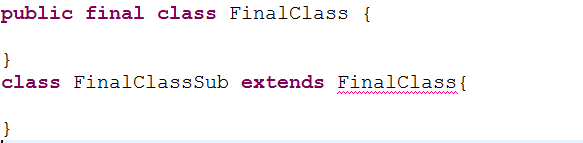 public final class FinalClass {
}
class FinalClassSub extends FinalClass{
}